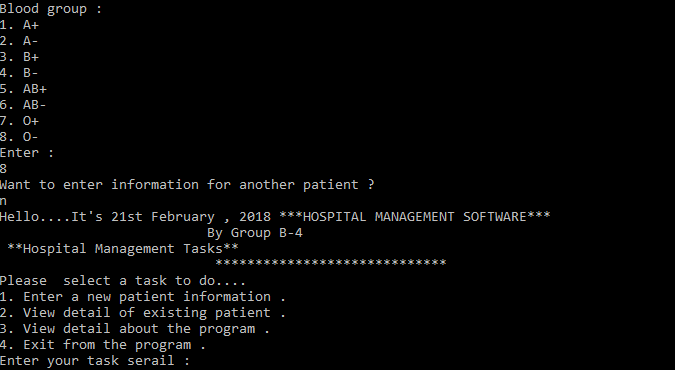 Blood group :
1. A+
2. A-
3. B+
4. B-
5. AB+
6. AB-
7. O+
8. O-
Enter :
8
Want to enter information for another patient ?
n
Hello....It's 21st February , 2018 ***HOSPITAL MANAGEMENT SOFTWARE***
By Group B-4
**Hospital Management Tasks**
*****************************
Please  select a task to do....
1. Enter a new patient information .
2. View detail of existing patient .
3. View detail about the program .
4. Exit from the program .
Enter your task serail :